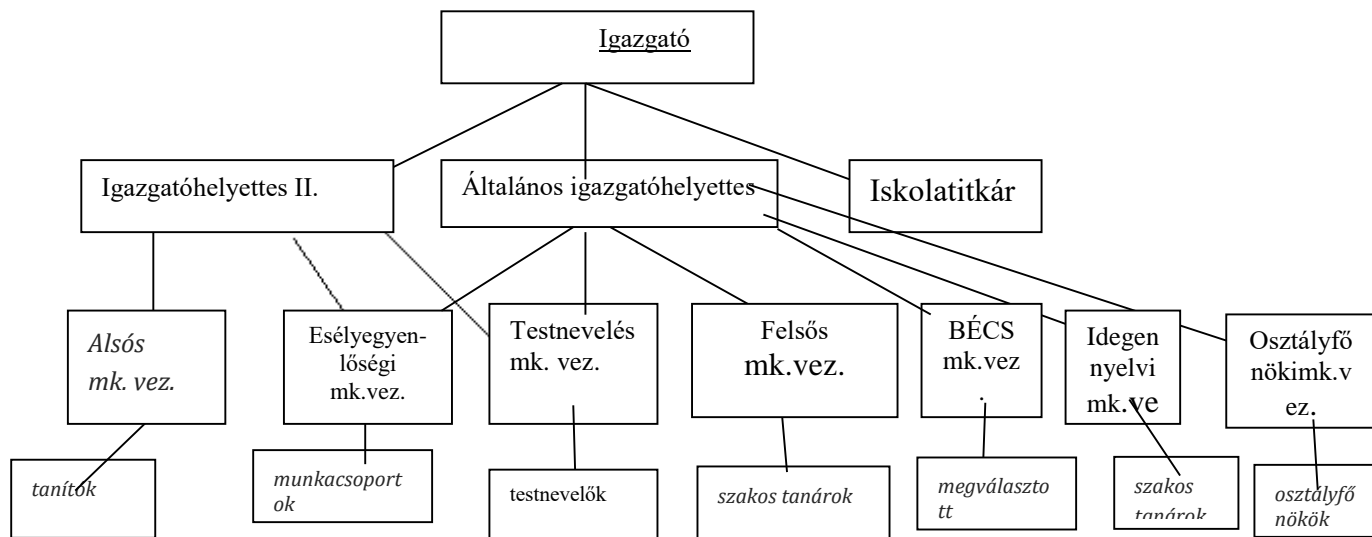 Igazgató
Igazgatóhelyettes II.
Általános igazgatóhelyettes
Iskolatitkár
Alsós
mk. vez.
Esélyegyen-
lőségi
mk.vez.
Testnevelés
mk. vez.
Felsős
mk.vez.
BÉCS
mk.vez
.
Idegen
nyelvi
mk.ve
Osztályfő
nökimk.v
ez.
tanítók
munkacsoport
ok
testnevelők
szakos tanárok
megválaszto
tt
szakos
tanárok
osztályfő
nökök